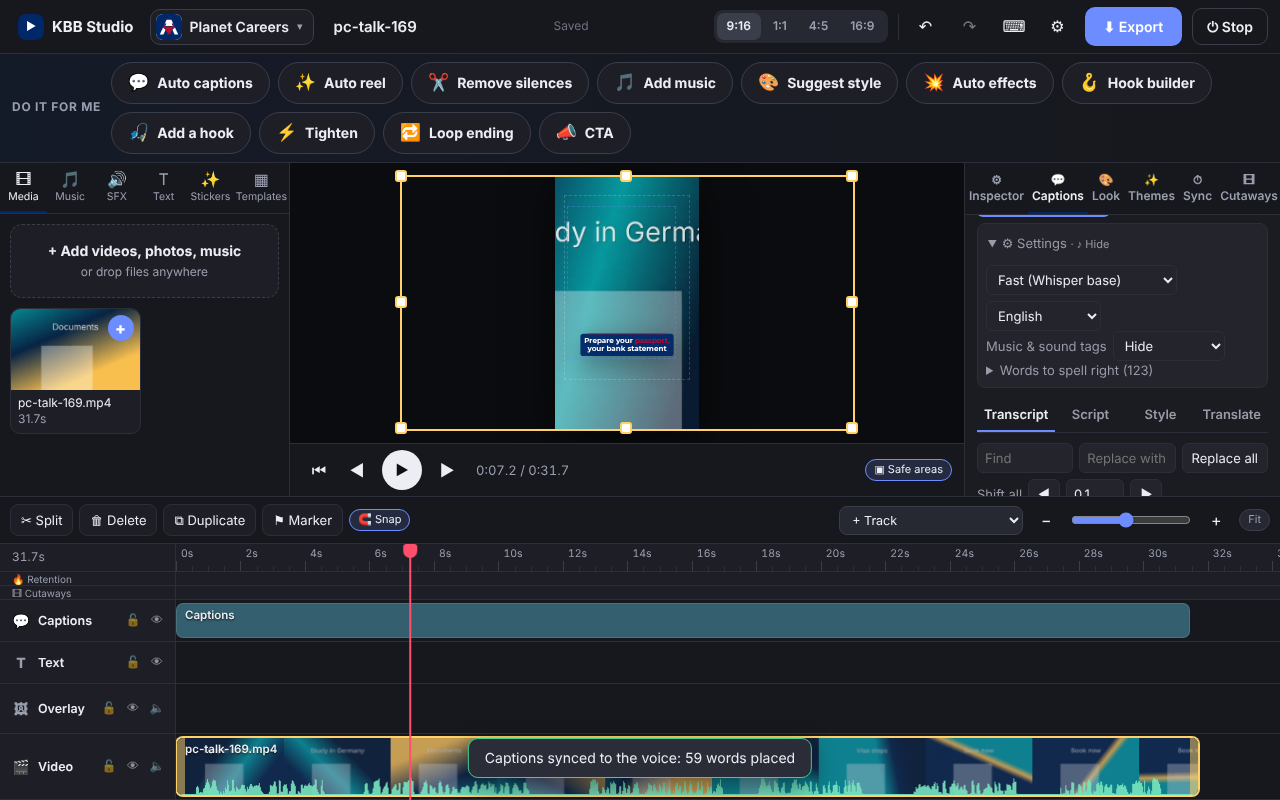 KBB Studio
Planet Careers ▾
pc-talk-169
Saved
9:16 1:1 4:5 16:9
Export
Stop
DO IT FOR ME
Auto captions
Auto reel
Remove silences
Add music
Suggest style
Auto effects
Hook builder
Add a hook
Tighten
Loop ending
CTA
Media Music SFX Text Stickers Templates
+ Add videos, photos, music
or drop files anywhere
Documents
+
pc-talk-169.mp4
31.7s
dy in Germa
Prepare your passport,
your bank statement
0:07.2 / 0:31.7
Safe areas
Inspector Captions Look Themes Sync Cutaways
▼ ⚙ Settings · ♪ Hide
Fast (Whisper base)
English
Music & sound tags Hide
▶ Words to spell right (123)
Transcript Script Style Translate
Find Replace with Replace all
Shift all ◀ 0.1 ▶
Split Delete Duplicate Marker Snap
+ Track − + Fit
31.7s 0s 2s 4s 6s 8s 10s 12s 14s 16s 18s 20s 22s 24s 26s 28s 30s 32s
Retention
Cutaways
Captions
Captions
Text
Overlay
Video
pc-talk-169.mp4
Study in Germany
Visa steps
Book now
Book now
Captions synced to the voice: 59 words placed